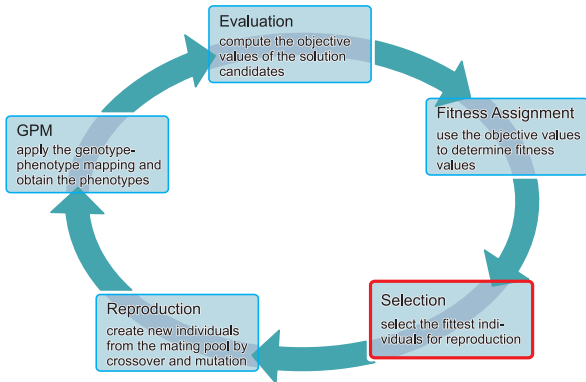 Evaluation
compute the objective
values of the solution
candidates
Fitness Assignment
use the objective values
to determine fitness
values
Selection
select the fittest indi-
viduals for reproduction
Reproduction
create new individuals
from the mating pool by
crossover and mutation
GPM
apply the genotype-
phenotype mapping and
obtain the phenotypes